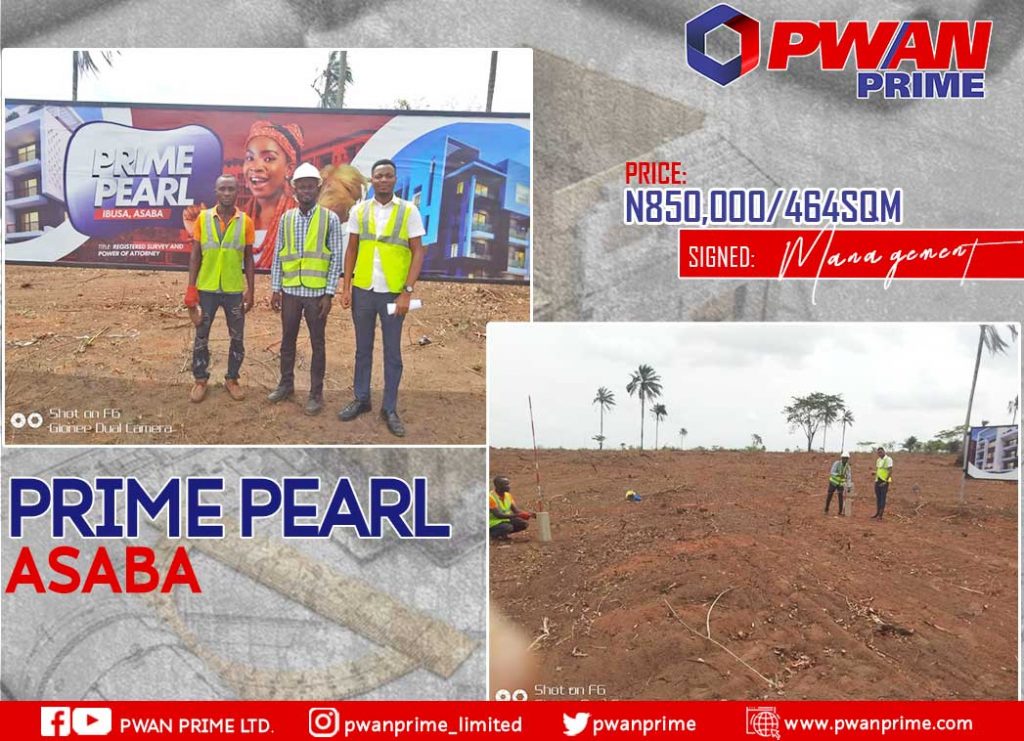 PWAN
PRIME
PRIME
PEARL
IBUSA, ASABA
TITLE: REGISTERED SURVEY AND
POWER OF ATTORNEY
Shot on F6
Gionee Dual Camera
PRICE:
N850,000/464SQM
SIGNED: Management
PRIME PEARL
ASABA
Shot on F6
PWAN PRIME LTD. pwanprime_limited pwanprime www.pwanprime.com